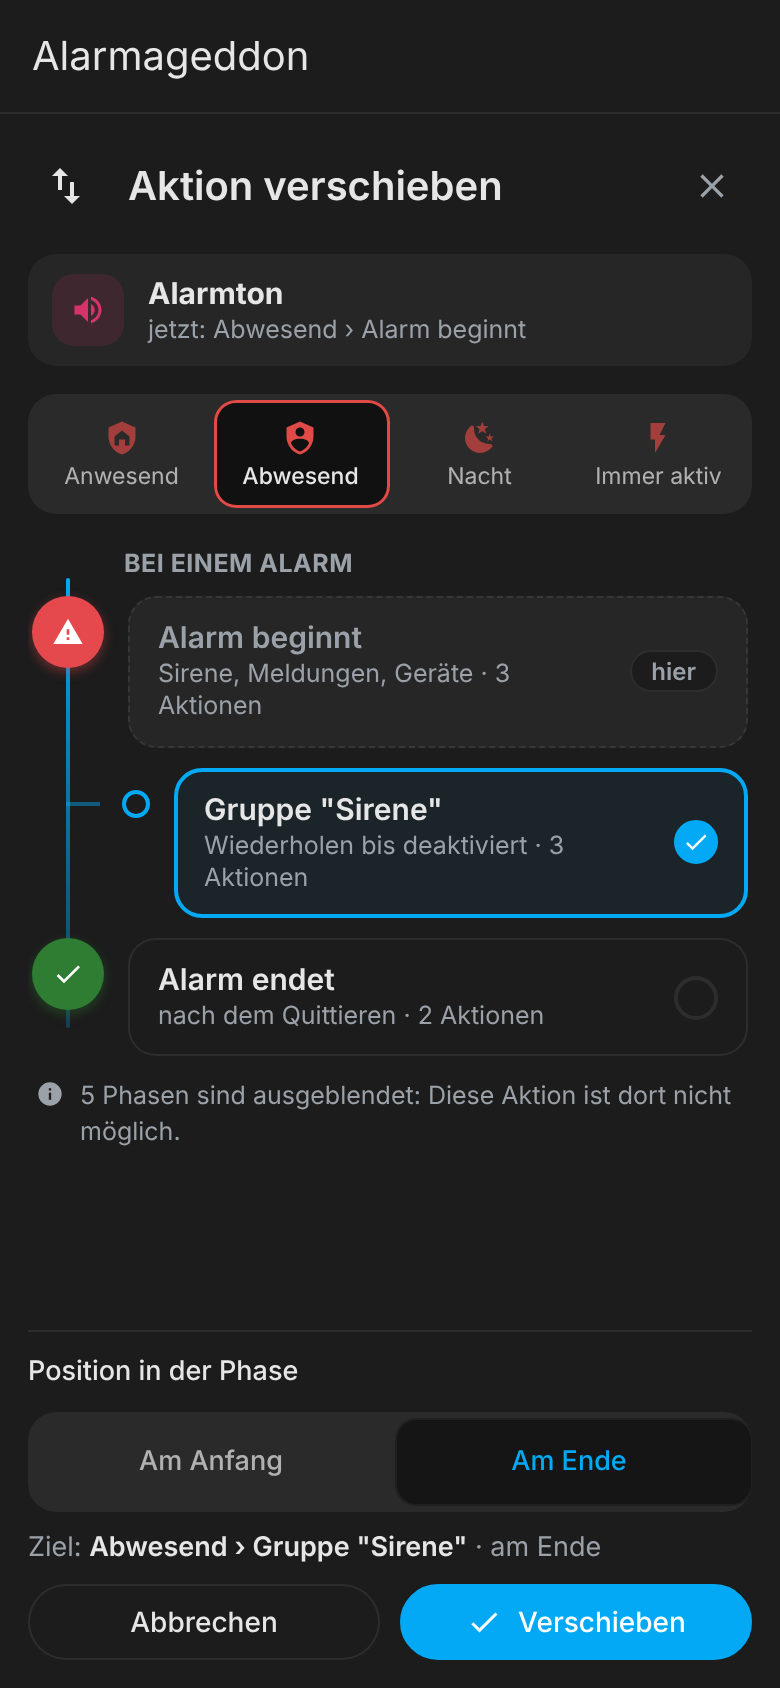 Alarmageddon
Aktion verschieben
Alarmton
jetzt: Abwesend › Alarm beginnt
Anwesend
Abwesend
Nacht
Immer aktiv
BEI EINEM ALARM
Alarm beginnt
Sirene, Meldungen, Geräte · 3
Aktionen
hier
Gruppe "Sirene"
Wiederholen bis deaktiviert · 3
Aktionen
Alarm endet
nach dem Quittieren · 2 Aktionen
5 Phasen sind ausgeblendet: Diese Aktion ist dort nicht
möglich.
Position in der Phase
Am Anfang
Am Ende
Ziel: Abwesend › Gruppe "Sirene" · am Ende
Abbrechen
Verschieben